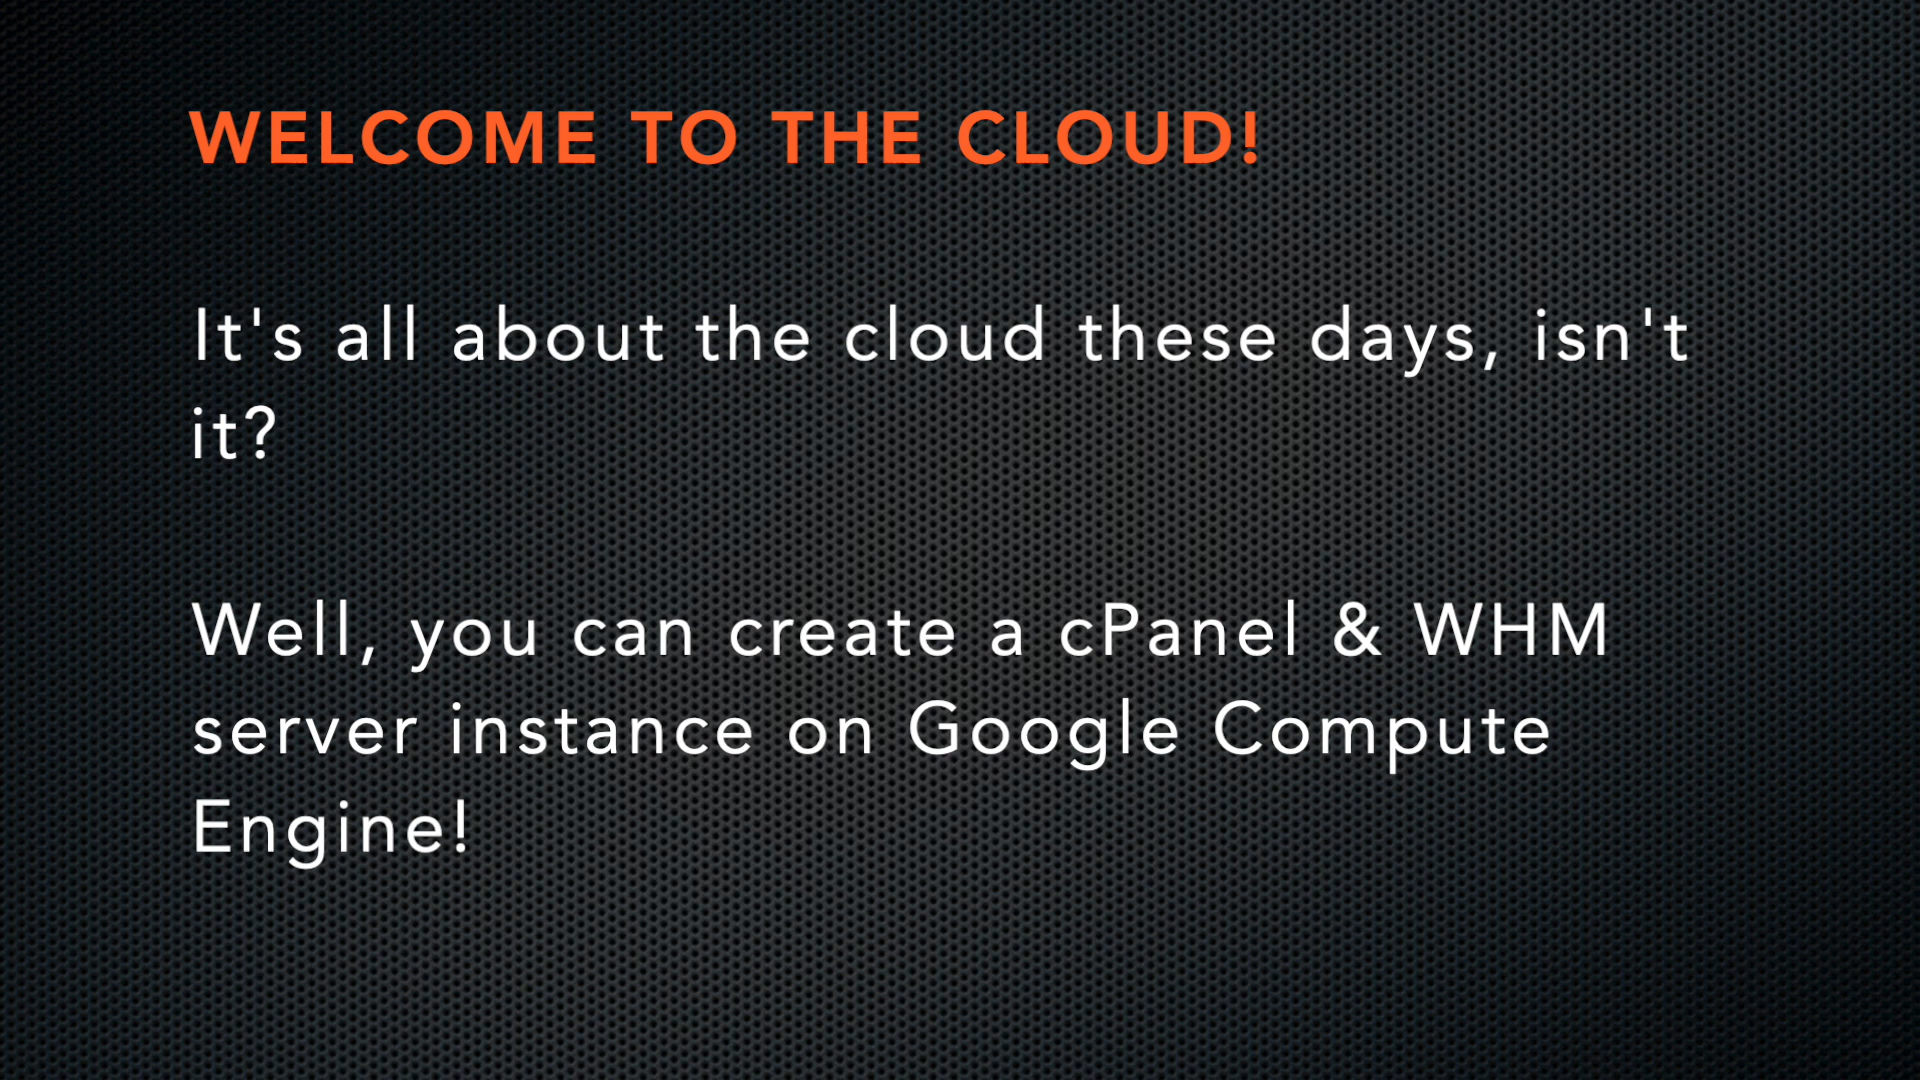 WELCOME TO THE CLOUD!
It's all about the cloud these days, isn't
it?
Well, you can create a cPanel & WHM
server instance on Google Compute
Engine!